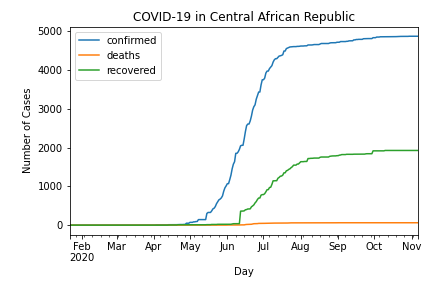 COVID-19 in Central African Republic
5000
4000
3000
2000
1000
0
Number of Cases
confirmed
deaths
recovered
Feb Mar Apr May Jun Jul Aug Sep Oct Nov
2020
Day